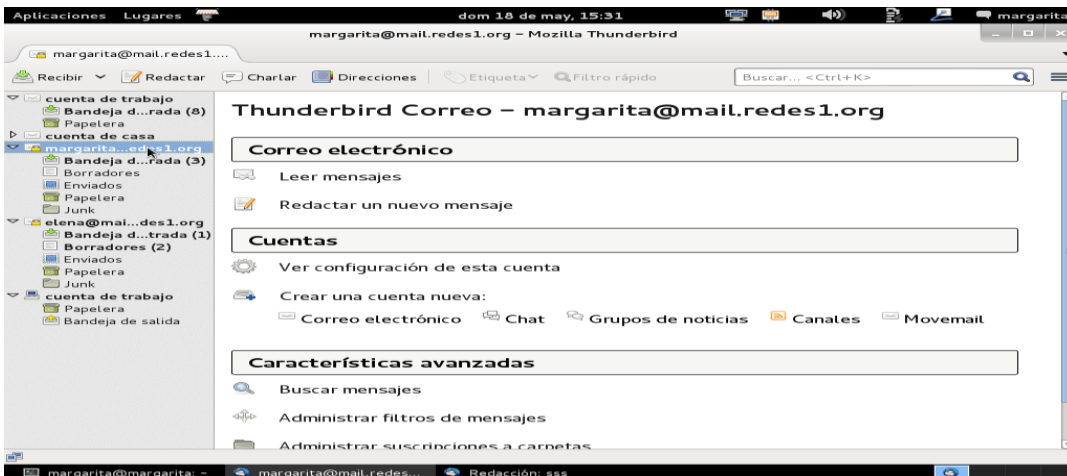 Aplicaciones Lugares dom 18 de may, 15:31 margarita
margarita@mail.redes1.org – Mozilla Thunderbird
margarita@mail.redes1....
Recibir Redactar Charlar Direcciones Etiqueta Filtro rápido Buscar... <Ctrl+K>
cuenta de trabajo
Bandeja d...rada (8)
Papelera
cuenta de casa
margarita...edes1.org
Bandeja d...rada (3)
Borradores
Enviados
Papelera
Junk
elena@mai...des1.org
Bandeja d...trada (1)
Borradores (2)
Enviados
Papelera
Junk
cuenta de trabajo
Papelera
Bandeja de salida
Thunderbird Correo – margarita@mail.redes1.org
Correo electrónico
Leer mensajes
Redactar un nuevo mensaje
Cuentas
Ver configuración de esta cuenta
Crear una cuenta nueva:
Correo electrónico Chat Grupos de noticias Canales Movemail
Características avanzadas
Buscar mensajes
Administrar filtros de mensajes
Administrar suscripciones a carpetas
margarita@margarita: ~ margarita@mail.redes... Redacción: sss